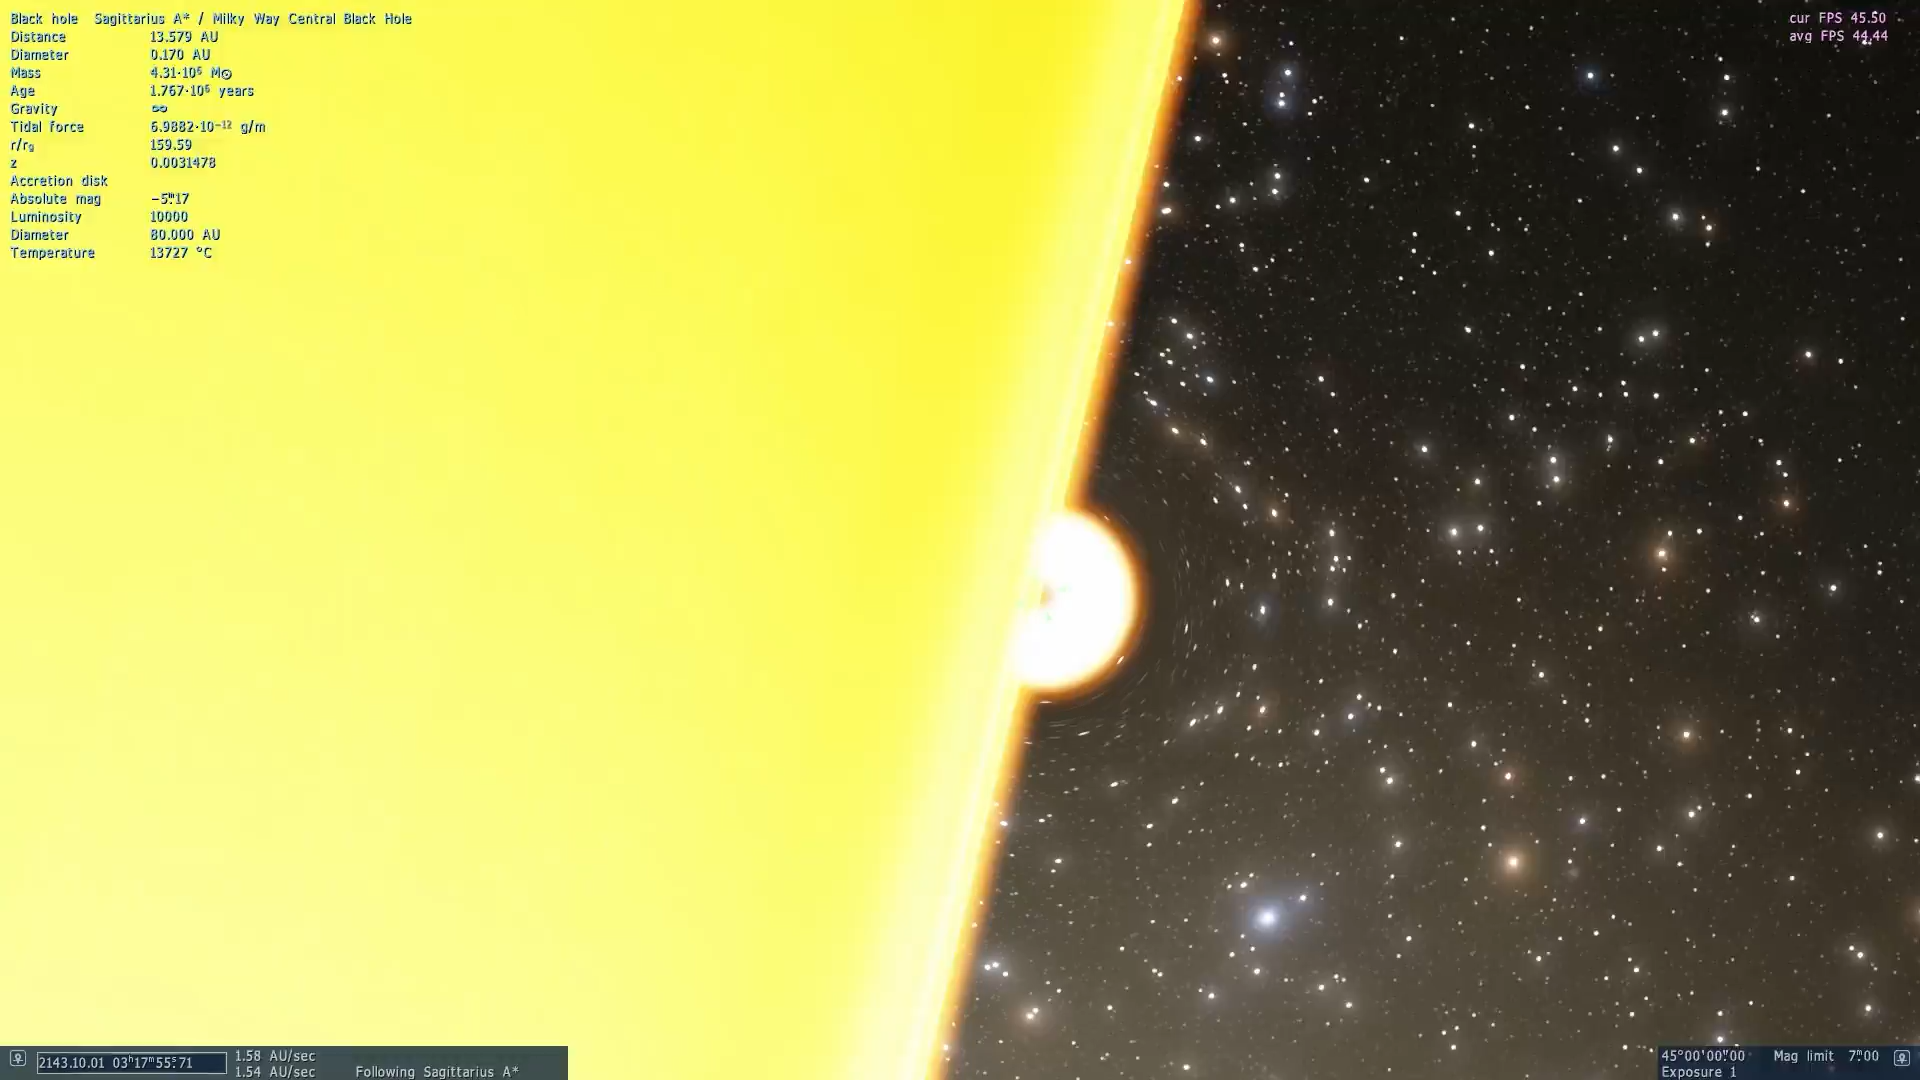 Black hole Sagittarius A* / Milky Way Central Black Hole
Distance 13.579 AU
Diameter 0.170 AU
Mass 4.31·10⁶ M☉
Age 1.767·10⁶ years
Gravity ∞
Tidal force 6.9882·10⁻¹² g/m
r/rg 159.59
z 0.0031478
Accretion disk
Absolute mag −5ᵐ.17
Luminosity 10000
Diameter 80.000 AU
Temperature 13727 °C
cur FPS 45.50
avg FPS 44.44
2143.10.01 03ʰ17ᵐ55ˢ.71
1.58 AU/sec
1.54 AU/sec Following Sagittarius A*
45°00'00".00 Mag limit 7ᵐ.00
Exposure 1